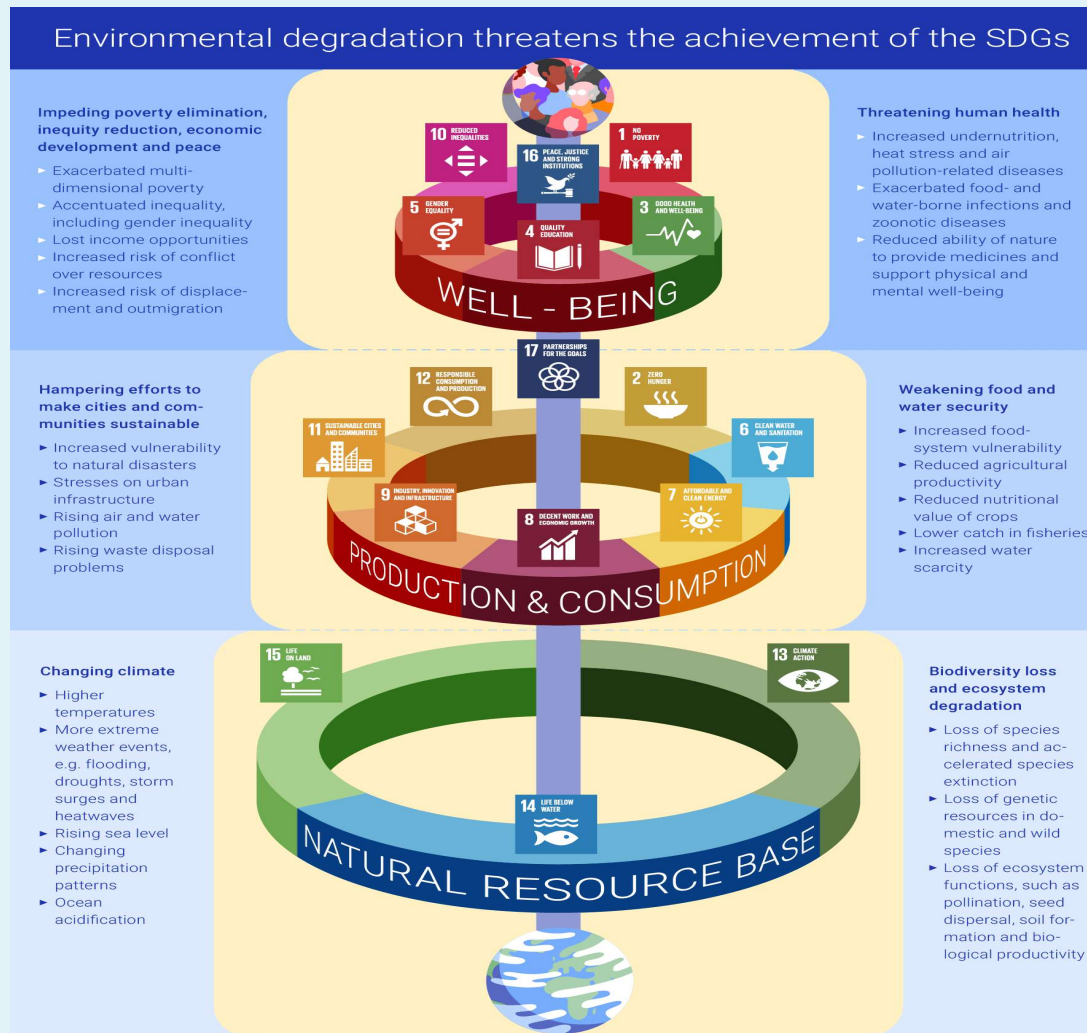 Environmental degradation threatens the achievement of the SDGs
Impeding poverty elimination,
inequity reduction, economic
development and peace
► Exacerbated multi-
dimensional poverty
► Accentuated inequality,
including gender inequality
► Lost income opportunities
► Increased risk of conflict
over resources
► Increased risk of displace-
ment and outmigration
10 REDUCED
INEQUALITIES
16 PEACE, JUSTICE
AND STRONG
INSTITUTIONS
1 NO
POVERTY
5 GENDER
EQUALITY
4 QUALITY
EDUCATION
3 GOOD HEALTH
AND WELL-BEING
WELL - BEING
Threatening human health
► Increased undernutrition,
heat stress and air
pollution-related diseases
► Exacerbated food- and
water-borne infections and
zoonotic diseases
► Reduced ability of nature
to provide medicines and
support physical and
mental well-being
Hampering efforts to
make cities and com-
munities sustainable
► Increased vulnerability
to natural disasters
► Stresses on urban
infrastructure
► Rising air and water
pollution
► Rising waste disposal
problems
17 PARTNERSHIPS
FOR THE GOALS
12 RESPONSIBLE
CONSUMPTION
AND PRODUCTION
2 ZERO
HUNGER
11 SUSTAINABLE CITIES
AND COMMUNITIES
6 CLEAN WATER
AND SANITATION
9 INDUSTRY, INNOVATION
AND INFRASTRUCTURE
8 DECENT WORK AND
ECONOMIC GROWTH
7 AFFORDABLE AND
CLEAN ENERGY
PRODUCTION & CONSUMPTION
Weakening food and
water security
► Increased food-
system vulnerability
► Reduced agricultural
productivity
► Reduced nutritional
value of crops
► Lower catch in fisheries
► Increased water
scarcity
Changing climate
► Higher
temperatures
► More extreme
weather events,
e.g. flooding,
droughts, storm
surges and
heatwaves
► Rising sea level
► Changing
precipitation
patterns
► Ocean
acidification
15 LIFE
ON LAND
13 CLIMATE
ACTION
14 LIFE BELOW
WATER
NATURAL RESOURCE BASE
Biodiversity loss
and ecosystem
degradation
► Loss of species
richness and ac-
celerated species
extinction
► Loss of genetic
resources in do-
mestic and wild
species
► Loss of ecosystem
functions, such as
pollination, seed
dispersal, soil for-
mation and bio-
logical productivity